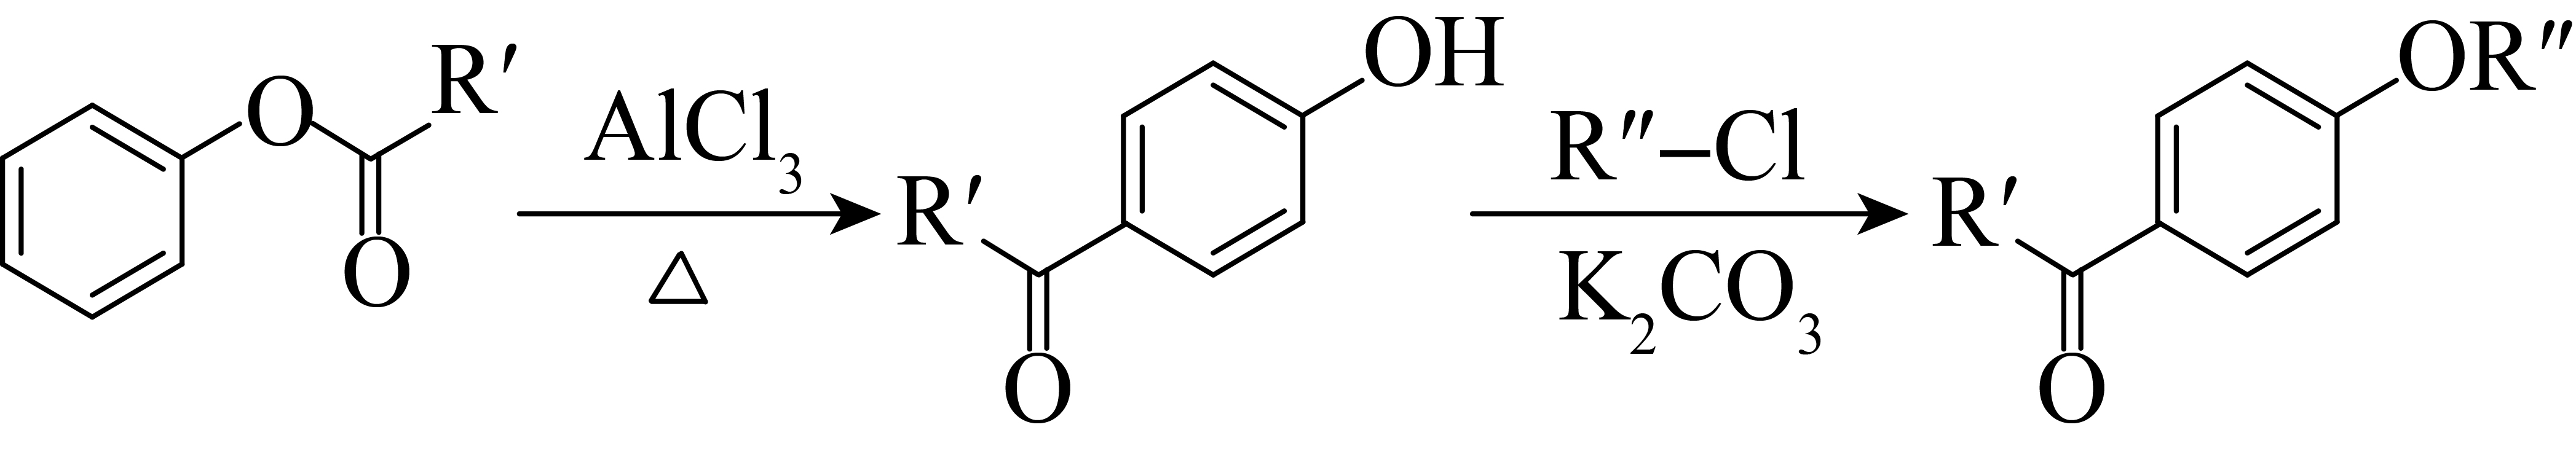 O
R′
O
AlCl₃
△
R′
O
OH
R″−Cl
K₂CO₃
R′
O
OR″